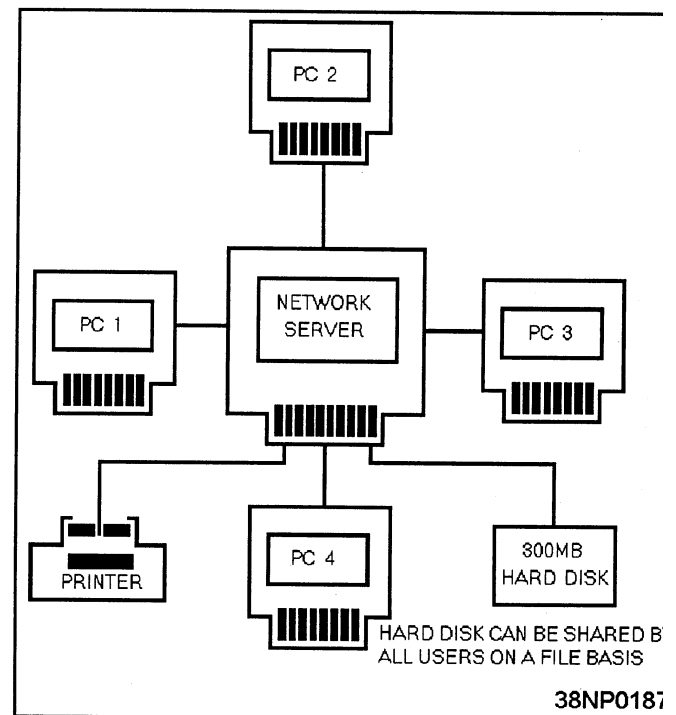 PC 2
NETWORK
SERVER
PC 1
PC 3
PRINTER
PC 4
300MB
HARD DISK
HARD DISK CAN BE SHARED
ALL USERS ON A FILE BASIS
38NP0187